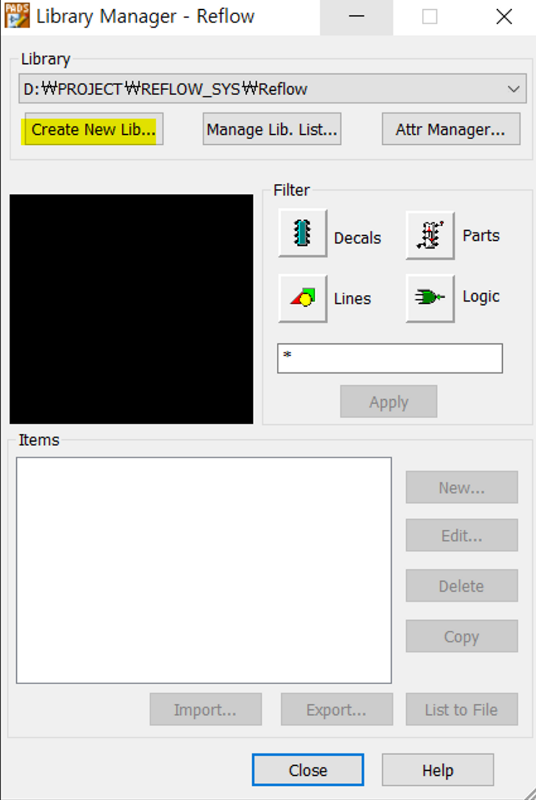 PADS
Library Manager - Reflow
Library
D:₩PROJECT₩REFLOW_SYS₩Reflow
Create New Lib...
Manage Lib. List...
Attr Manager...
Filter
Decals
Parts
Lines
Logic
*
Apply
Items
New...
Edit...
Delete
Copy
Import...
Export...
List to File
Close
Help